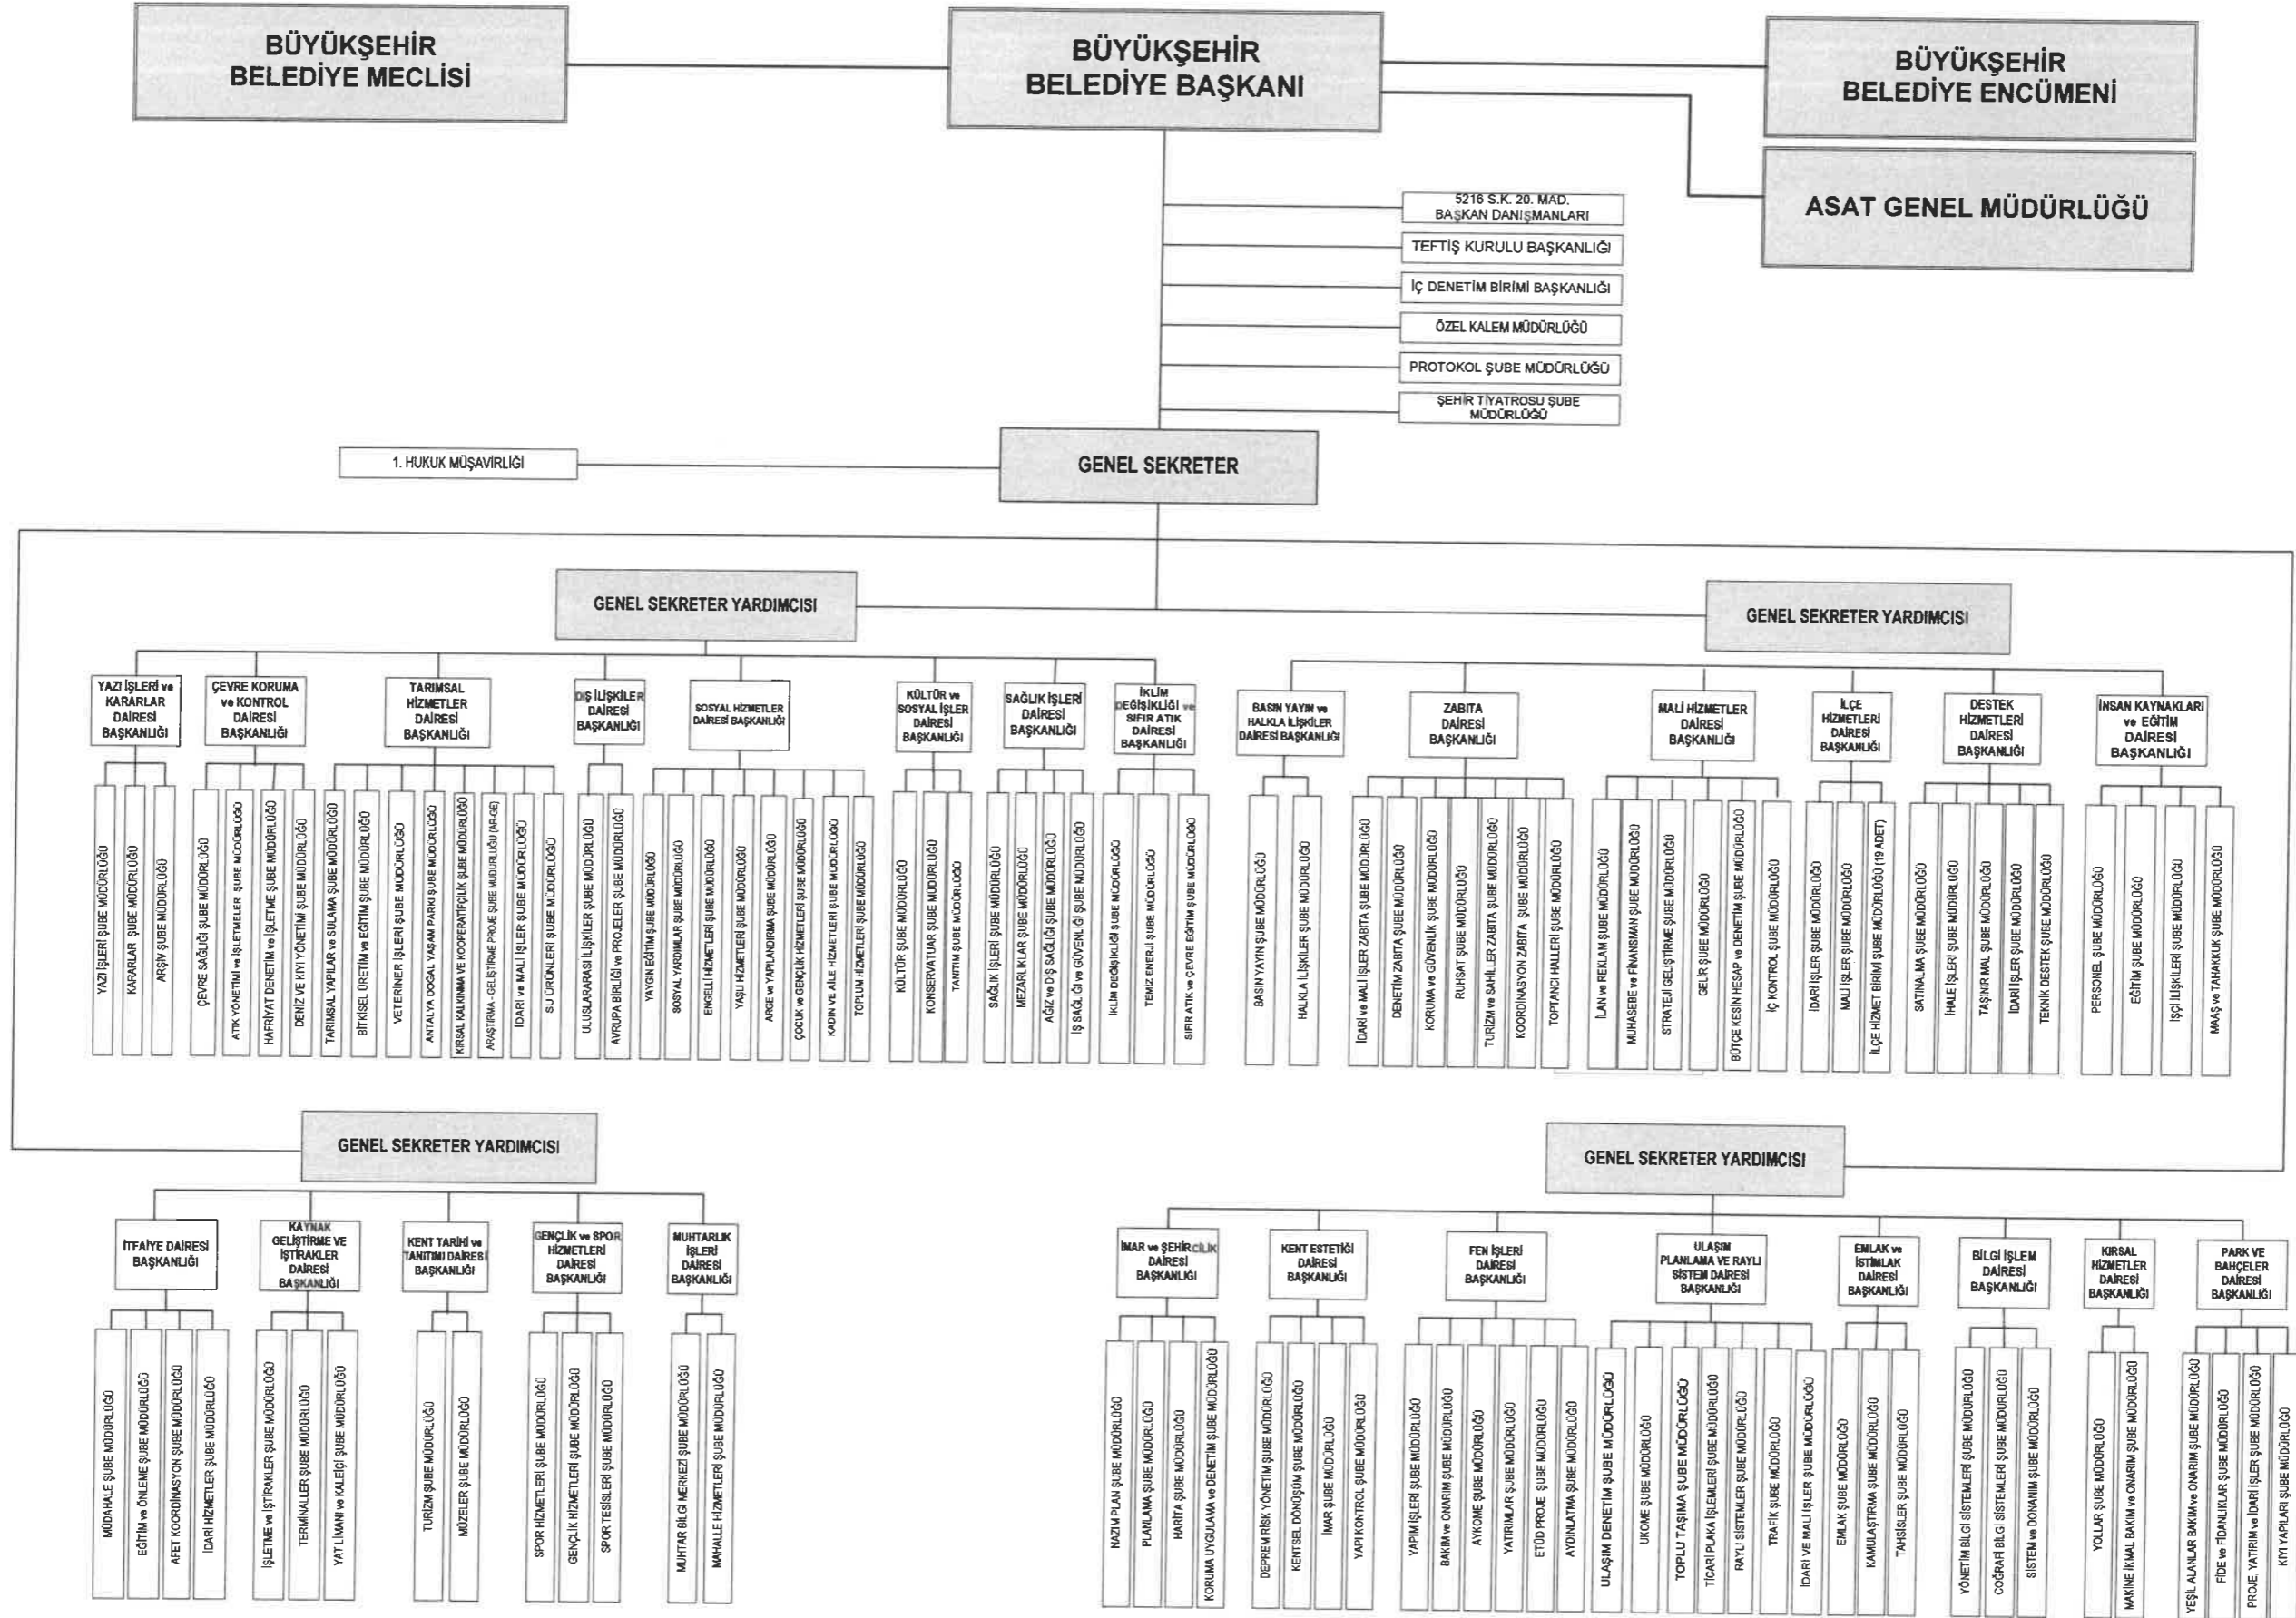 BÜYÜKŞEHİR
BELEDİYE MECLİSİ
BÜYÜKŞEHİR
BELEDİYE BAŞKANI
BÜYÜKŞEHİR
BELEDİYE ENCÜMENİ
ASAT GENEL MÜDÜRLÜĞÜ
5216 S.K. 20. MAD.
BAŞKAN DANIŞMANLARI
TEFTİŞ KURULU BAŞKANLIĞI
İÇ DENETİM BİRİMİ BAŞKANLIĞI
ÖZEL KALEM MÜDÜRLÜĞÜ
PROTOKOL ŞUBE MÜDÜRLÜĞÜ
ŞEHİR TİYATROSU ŞUBE
MÜDÜRLÜĞÜ
1. HUKUK MÜŞAVİRLİĞİ
GENEL SEKRETER
GENEL SEKRETER YARDIMCISI
YAZI İŞLERİ ve
KARARLAR
DAİRESİ
BAŞKANLIĞI
ÇEVRE KORUMA
ve KONTROL
DAİRESİ
BAŞKANLIĞI
TARIMSAL
HİZMETLER
DAİRESİ
BAŞKANLIĞI
DIŞ İLİŞKİLER
DAİRESİ
BAŞKANLIĞI
SOSYAL HİZMETLER
DAİRESİ BAŞKANLIĞI
KÜLTÜR ve
SOSYAL İŞLER
DAİRESİ
BAŞKANLIĞI
SAĞLIK İŞLERİ
DAİRESİ
BAŞKANLIĞI
İKLİM
DEĞİŞİKLİĞİ ve
SIFIR ATIK
DAİRESİ
BAŞKANLIĞI
YAZI İŞLERİ ŞUBE MÜDÜRLÜĞÜ
KARARLAR ŞUBE MÜDÜRLÜĞÜ
ARŞİV ŞUBE MÜDÜRLÜĞÜ
ÇEVRE SAĞLIĞI ŞUBE MÜDÜRLÜĞÜ
ATIK YÖNETİMİ ve İŞLETMELER ŞUBE MÜDÜRLÜĞÜ
HAFRİYAT DENETİM ve İŞLETME ŞUBE MÜDÜRLÜĞÜ
DENİZ VE KIYI YÖNETİMİ ŞUBE MÜDÜRLÜĞÜ
TARIMSAL YAPILAR ve SULAMA ŞUBE MÜDÜRLÜĞÜ
BİTKİSEL ÜRETİM ve EĞİTİM ŞUBE MÜDÜRLÜĞÜ
VETERİNER İŞLERİ ŞUBE MÜDÜRLÜĞÜ
ANTALYA DOĞAL YAŞAM PARKI ŞUBE MÜDÜRLÜĞÜ
KIRSAL KALKINMA VE KOOPERATİFÇİLİK ŞUBE MÜDÜRLÜĞÜ
ARAŞTIRMA - GELİŞTİRME PROJE ŞUBE MÜDÜRLÜĞÜ (AR-GE)
İDARİ ve MALİ İŞLER ŞUBE MÜDÜRLÜĞÜ
SU ÜRÜNLERİ ŞUBE MÜDÜRLÜĞÜ
ULUSLARARASI İLİŞKİLER ŞUBE MÜDÜRLÜĞÜ
AVRUPA BİRLİĞİ ve PROJELER ŞUBE MÜDÜRLÜĞÜ
YAYGIN EĞİTİM ŞUBE MÜDÜRLÜĞÜ
SOSYAL YARDIMLAR ŞUBE MÜDÜRLÜĞÜ
ENGELLİ HİZMETLERİ ŞUBE MÜDÜRLÜĞÜ
YAŞLI HİZMETLERİ ŞUBE MÜDÜRLÜĞÜ
ARGE ve YAPILANDIRMA ŞUBE MÜDÜRLÜĞÜ
ÇOCUK ve GENÇLİK HİZMETLERİ ŞUBE MÜDÜRLÜĞÜ
KADIN VE AİLE HİZMETLERİ ŞUBE MÜDÜRLÜĞÜ
TOPLUM HİZMETLERİ ŞUBE MÜDÜRLÜĞÜ
KÜLTÜR ŞUBE MÜDÜRLÜĞÜ
KONSERVATUAR ŞUBE MÜDÜRLÜĞÜ
TANITIM ŞUBE MÜDÜRLÜĞÜ
SAĞLIK İŞLERİ ŞUBE MÜDÜRLÜĞÜ
MEZARLIKLAR ŞUBE MÜDÜRLÜĞÜ
AĞIZ ve DİŞ SAĞLIĞI ŞUBE MÜDÜRLÜĞÜ
İŞ SAĞLIĞI ve GÜVENLİĞİ ŞUBE MÜDÜRLÜĞÜ
İKLİM DEĞİŞİKLİĞİ ŞUBE MÜDÜRLÜĞÜ
TEMİZ ENERJİ ŞUBE MÜDÜRLÜĞÜ
SIFIR ATIK ve ÇEVRE EĞİTİM ŞUBE MÜDÜRLÜĞÜ
GENEL SEKRETER YARDIMCISI
BASIN YAYIN ve
HALKLA İLİŞKİLER
DAİRESİ BAŞKANLIĞI
ZABITA
DAİRESİ
BAŞKANLIĞI
MALİ HİZMETLER
DAİRESİ
BAŞKANLIĞI
İLÇE
HİZMETLERİ
DAİRESİ
BAŞKANLIĞI
DESTEK
HİZMETLERİ
DAİRESİ
BAŞKANLIĞI
İNSAN KAYNAKLARI
ve EĞİTİM
DAİRESİ
BAŞKANLIĞI
BASIN YAYIN ŞUBE MÜDÜRLÜĞÜ
HALKLA İLİŞKİLER ŞUBE MÜDÜRLÜĞÜ
İDARİ ve MALİ İŞLER ZABITA ŞUBE MÜDÜRLÜĞÜ
DENETİM ZABITA ŞUBE MÜDÜRLÜĞÜ
KORUMA ve GÜVENLİK ŞUBE MÜDÜRLÜĞÜ
RUHSAT ŞUBE MÜDÜRLÜĞÜ
TURİZM ve SAHİLLER ZABITA ŞUBE MÜDÜRLÜĞÜ
KOORDİNASYON ZABITA ŞUBE MÜDÜRLÜĞÜ
TOPTANCI HALLERİ ŞUBE MÜDÜRLÜĞÜ
İLAN ve REKLAM ŞUBE MÜDÜRLÜĞÜ
MUHASEBE ve FİNANSMAN ŞUBE MÜDÜRLÜĞÜ
STRATEJİ GELİŞTİRME ŞUBE MÜDÜRLÜĞÜ
GELİR ŞUBE MÜDÜRLÜĞÜ
BÜTÇE KESİN HESAP ve DENETİM ŞUBE MÜDÜRLÜĞÜ
İÇ KONTROL ŞUBE MÜDÜRLÜĞÜ
İDARİ İŞLER ŞUBE MÜDÜRLÜĞÜ
MALİ İŞLER ŞUBE MÜDÜRLÜĞÜ
İLÇE HİZMET BİRİMİ ŞUBE MÜDÜRLÜĞÜ (19 ADET)
SATINALMA ŞUBE MÜDÜRLÜĞÜ
İHALE İŞLERİ ŞUBE MÜDÜRLÜĞÜ
TAŞINIR MAL ŞUBE MÜDÜRLÜĞÜ
İDARİ İŞLER ŞUBE MÜDÜRLÜĞÜ
TEKNİK DESTEK ŞUBE MÜDÜRLÜĞÜ
PERSONEL ŞUBE MÜDÜRLÜĞÜ
EĞİTİM ŞUBE MÜDÜRLÜĞÜ
İŞÇİ İLİŞKİLERİ ŞUBE MÜDÜRLÜĞÜ
MAAŞ ve TAHAKKUK ŞUBE MÜDÜRLÜĞÜ
GENEL SEKRETER YARDIMCISI
İTFAİYE DAİRESİ
BAŞKANLIĞI
KAYNAK
GELİŞTİRME VE
İŞTİRAKLER
DAİRESİ
BAŞKANLIĞI
KENT TARİHİ ve
TANITIMI DAİRESİ
BAŞKANLIĞI
GENÇLİK ve SPOR
HİZMETLERİ
DAİRESİ
BAŞKANLIĞI
MUHTARLIK
İŞLERİ
DAİRESİ
BAŞKANLIĞI
MÜDAHALE ŞUBE MÜDÜRLÜĞÜ
EĞİTİM ve ÖNLEME ŞUBE MÜDÜRLÜĞÜ
AFET KOORDİNASYON ŞUBE MÜDÜRLÜĞÜ
İDARİ HİZMETLER ŞUBE MÜDÜRLÜĞÜ
İŞLETME ve İŞTİRAKLER ŞUBE MÜDÜRLÜĞÜ
TERMİNALLER ŞUBE MÜDÜRLÜĞÜ
YAT LİMANI ve KALEİÇİ ŞUBE MÜDÜRLÜĞÜ
TURİZM ŞUBE MÜDÜRLÜĞÜ
MÜZELER ŞUBE MÜDÜRLÜĞÜ
SPOR HİZMETLERİ ŞUBE MÜDÜRLÜĞÜ
GENÇLİK HİZMETLERİ ŞUBE MÜDÜRLÜĞÜ
SPOR TESİSLERİ ŞUBE MÜDÜRLÜĞÜ
MUHTAR BİLGİ MERKEZİ ŞUBE MÜDÜRLÜĞÜ
MAHALLE HİZMETLERİ ŞUBE MÜDÜRLÜĞÜ
GENEL SEKRETER YARDIMCISI
İMAR ve ŞEHİRCİLİK
DAİRESİ
BAŞKANLIĞI
KENT ESTETİĞİ
DAİRESİ
BAŞKANLIĞI
FEN İŞLERİ
DAİRESİ
BAŞKANLIĞI
ULAŞIM
PLANLAMA VE RAYLI
SİSTEM DAİRESİ
BAŞKANLIĞI
EMLAK ve
İSTİMLAK
DAİRESİ
BAŞKANLIĞI
BİLGİ İŞLEM
DAİRESİ
BAŞKANLIĞI
KIRSAL
HİZMETLER
DAİRESİ
BAŞKANLIĞI
PARK VE
BAHÇELER
DAİRESİ
BAŞKANLIĞI
NAZIM PLAN ŞUBE MÜDÜRLÜĞÜ
PLANLAMA ŞUBE MÜDÜRLÜĞÜ
HARİTA ŞUBE MÜDÜRLÜĞÜ
KORUMA UYGULAMA ve DENETİM ŞUBE MÜDÜRLÜĞÜ
DEPREM RİSK YÖNETİM ŞUBE MÜDÜRLÜĞÜ
KENTSEL DÖNÜŞÜM ŞUBE MÜDÜRLÜĞÜ
İMAR ŞUBE MÜDÜRLÜĞÜ
YAPI KONTROL ŞUBE MÜDÜRLÜĞÜ
YAPIM İŞLERİ ŞUBE MÜDÜRLÜĞÜ
BAKIM ve ONARIM ŞUBE MÜDÜRLÜĞÜ
AYKOME ŞUBE MÜDÜRLÜĞÜ
YATIRIMLAR ŞUBE MÜDÜRLÜĞÜ
ETÜD PROJE ŞUBE MÜDÜRLÜĞÜ
AYDINLATMA ŞUBE MÜDÜRLÜĞÜ
ULAŞIM DENETİM ŞUBE MÜDÜRLÜĞÜ
UKOME ŞUBE MÜDÜRLÜĞÜ
TOPLU TAŞIMA ŞUBE MÜDÜRLÜĞÜ
TİCARİ PLAKA İŞLEMLERİ ŞUBE MÜDÜRLÜĞÜ
RAYLI SİSTEMLER ŞUBE MÜDÜRLÜĞÜ
TRAFİK ŞUBE MÜDÜRLÜĞÜ
İDARİ VE MALİ İŞLER ŞUBE MÜDÜRLÜĞÜ
EMLAK ŞUBE MÜDÜRLÜĞÜ
KAMULAŞTIRMA ŞUBE MÜDÜRLÜĞÜ
TAHSİSLER ŞUBE MÜDÜRLÜĞÜ
YÖNETİM BİLGİ SİSTEMLERİ ŞUBE MÜDÜRLÜĞÜ
COĞRAFİ BİLGİ SİSTEMLERİ ŞUBE MÜDÜRLÜĞÜ
SİSTEM ve DONANIM ŞUBE MÜDÜRLÜĞÜ
YOLLAR ŞUBE MÜDÜRLÜĞÜ
MAKİNE İKMAL BAKIM ve ONARIM ŞUBE MÜDÜRLÜĞÜ
YEŞİL ALANLAR BAKIM ve ONARIM ŞUBE MÜDÜRLÜĞÜ
FİDE ve FİDANLIKLAR ŞUBE MÜDÜRLÜĞÜ
PROJE, YATIRIM ve İDARİ İŞLER ŞUBE MÜDÜRLÜĞÜ
KIYI YAPILARI ŞUBE MÜDÜRLÜĞÜ